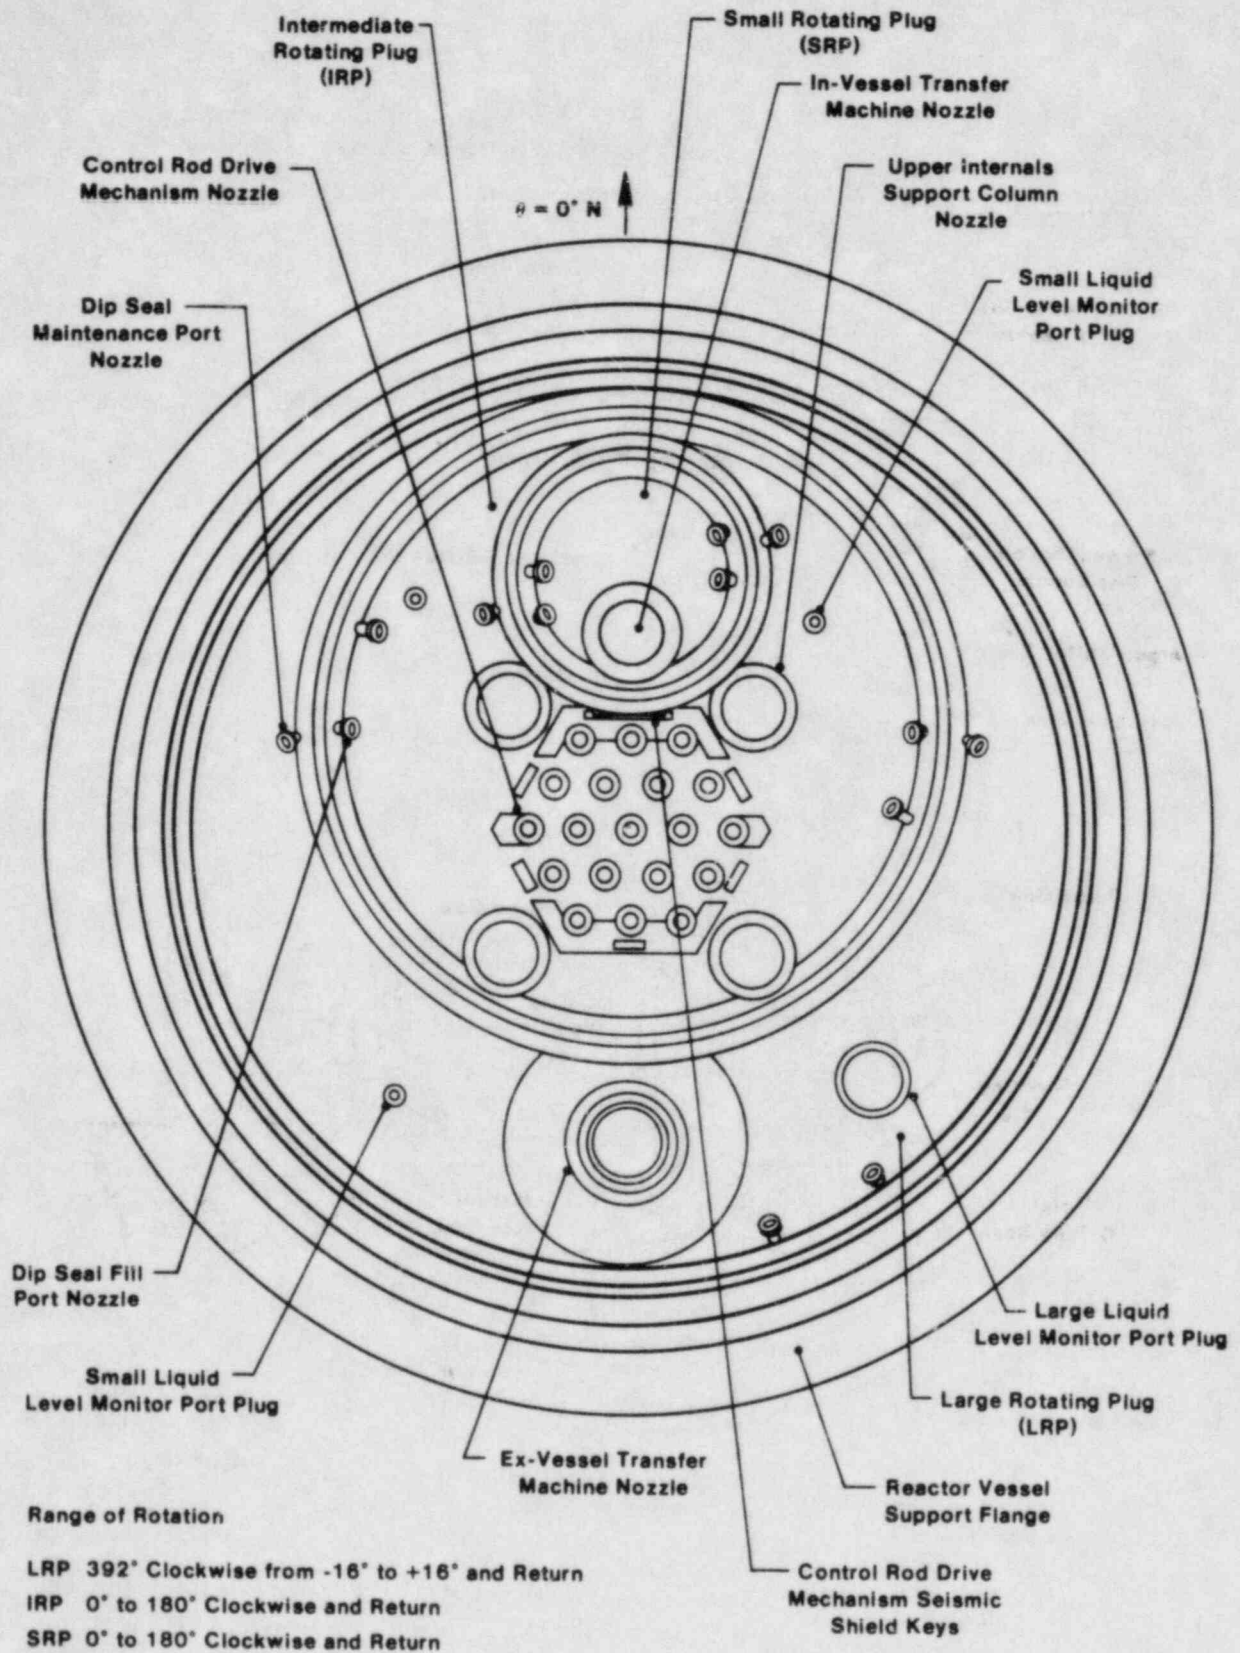 Intermediate
Rotating Plug
(IRP)
Small Rotating Plug
(SRP)
In-Vessel Transfer
Machine Nozzle
Control Rod Drive
Mechanism Nozzle
Upper internals
Support Column
Nozzle
θ = 0° N
Dip Seal
Maintenance Port
Nozzle
Small Liquid
Level Monitor
Port Plug
Dip Seal Fill
Port Nozzle
Small Liquid
Level Monitor Port Plug
Large Liquid
Level Monitor Port Plug
Large Rotating Plug
(LRP)
Ex-Vessel Transfer
Machine Nozzle
Reactor Vessel
Support Flange
Control Rod Drive
Mechanism Seismic
Shield Keys
Range of Rotation
LRP 392° Clockwise from -16° to +16° and Return
IRP 0° to 180° Clockwise and Return
SRP 0° to 180° Clockwise and Return